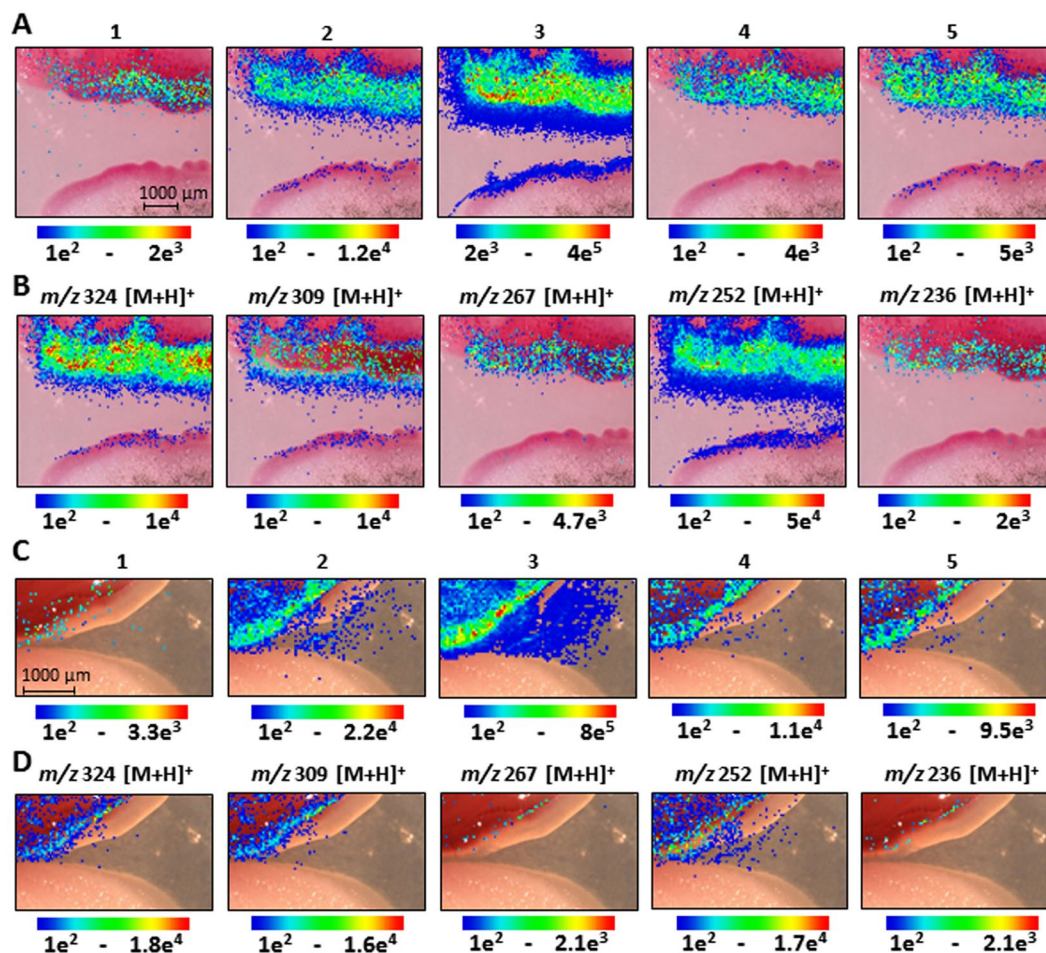 A
1 2 3 4 5
1000 µm
1e² - 2e³ 1e² - 1.2e⁴ 2e³ - 4e⁵ 1e² - 4e³ 1e² - 5e³
B
m/z 324 [M+H]⁺ m/z 309 [M+H]⁺ m/z 267 [M+H]⁺ m/z 252 [M+H]⁺ m/z 236 [M+H]⁺
1e² - 1e⁴ 1e² - 1e⁴ 1e² - 4.7e³ 1e² - 5e⁴ 1e² - 2e³
C
1 2 3 4 5
1000 µm
1e² - 3.3e³ 1e² - 2.2e⁴ 1e² - 8e⁵ 1e² - 1.1e⁴ 1e² - 9.5e³
D
m/z 324 [M+H]⁺ m/z 309 [M+H]⁺ m/z 267 [M+H]⁺ m/z 252 [M+H]⁺ m/z 236 [M+H]⁺
1e² - 1.8e⁴ 1e² - 1.6e⁴ 1e² - 2.1e³ 1e² - 1.7e⁴ 1e² - 2.1e³